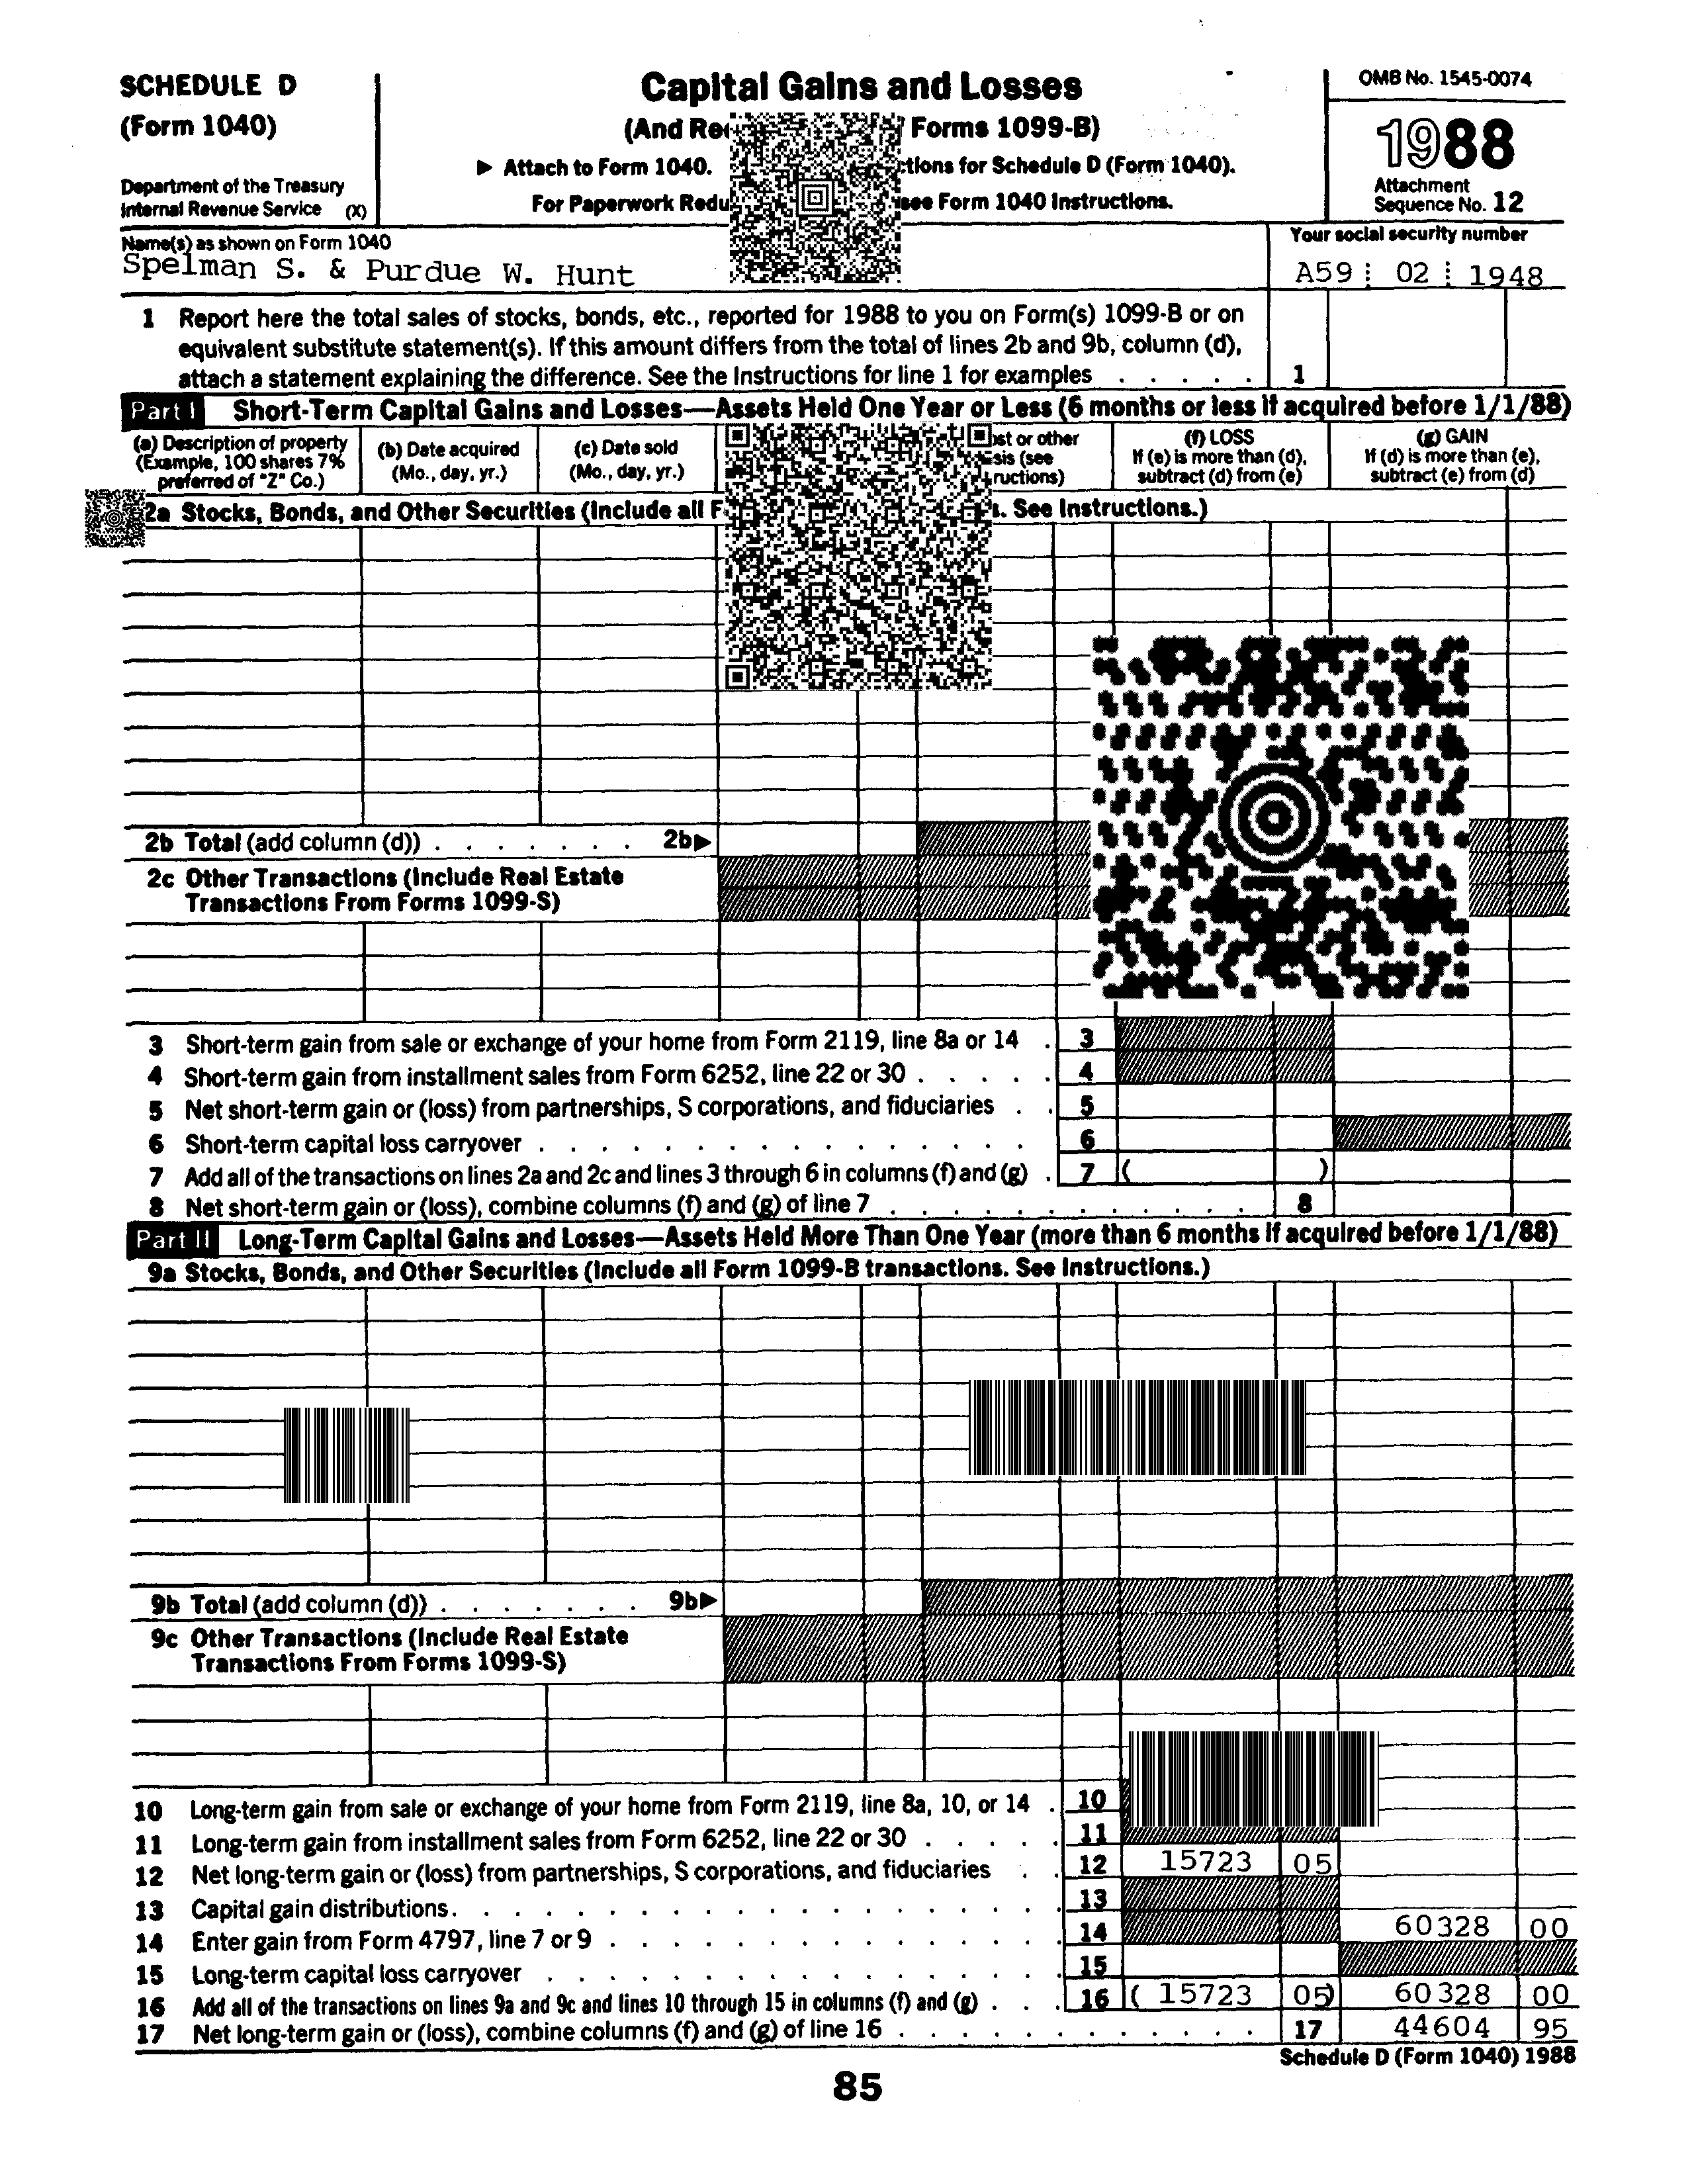 SCHEDULE D
(Form 1040)
Department of the Treasury
Internal Revenue Service (X)
Capital Gains and Losses
(And Forms 1099-B)
▶ Attach to Form 1040. for Schedule D (Form 1040).
For Paperwork see Form 1040 Instructions.
OMB No. 1545-0074
1988
Attachment
Sequence No. 12
Name(s) as shown on Form 1040
Spelman S. & Purdue W. Hunt
Your social security number
A59 02 1948
1 Report here the total sales of stocks, bonds, etc., reported for 1988 to you on Form(s) 1099-B or on
equivalent substitute statement(s). If this amount differs from the total of lines 2b and 9b, column (d),
attach a statement explaining the difference. See the Instructions for line 1 for examples . . . . . 1
Part I Short-Term Capital Gains and Losses—Assets Held One Year or Less (6 months or less if acquired before 1/1/88)
(a) Description of property
(Example, 100 shares 7%
preferred of "Z" Co.)
(b) Date acquired
(Mo., day, yr.)
(c) Date sold
(Mo., day, yr.)
or other
(see
(f) LOSS
If (e) is more than (d),
subtract (d) from (e)
(g) GAIN
If (d) is more than (e),
subtract (e) from (d)
2a Stocks, Bonds, and Other Securities (Include all See Instructions.)
2b Total (add column (d)) . . . . . . . 2b▶
2c Other Transactions (Include Real Estate
Transactions From Forms 1099-S)
3 Short-term gain from sale or exchange of your home from Form 2119, line 8a or 14 . 3
4 Short-term gain from installment sales from Form 6252, line 22 or 30 . . . . . 4
5 Net short-term gain or (loss) from partnerships, S corporations, and fiduciaries . . 5
6 Short-term capital loss carryover . . . . . . . . . . . . . . . . 6
7 Add all of the transactions on lines 2a and 2c and lines 3 through 6 in columns (f) and (g) . 7 ( )
8 Net short-term gain or (loss), combine columns (f) and (g) of line 7 . . . . . . . . . . . 8
Part II Long-Term Capital Gains and Losses—Assets Held More Than One Year (more than 6 months if acquired before 1/1/88)
9a Stocks, Bonds, and Other Securities (Include all Form 1099-B transactions. See Instructions.)
9b Total (add column (d)) . . . . . . . 9b▶
9c Other Transactions (Include Real Estate
Transactions From Forms 1099-S)
10 Long-term gain from sale or exchange of your home from Form 2119, line 8a, 10, or 14 . 10
11 Long-term gain from installment sales from Form 6252, line 22 or 30 . . . . . 11
12 Net long-term gain or (loss) from partnerships, S corporations, and fiduciaries . . 12 15723 05
13 Capital gain distributions. . . . . . . . . . . . . . . . . . . 13
14 Enter gain from Form 4797, line 7 or 9 . . . . . . . . . . . . . . 14 60328 00
15 Long-term capital loss carryover . . . . . . . . . . . . . . . . 15
16 Add all of the transactions on lines 9a and 9c and lines 10 through 15 in columns (f) and (g) . . . 16 ( 15723 05) 60328 00
17 Net long-term gain or (loss), combine columns (f) and (g) of line 16 . . . . . . . . . . . 17 44604 95
Schedule D (Form 1040) 1988
85